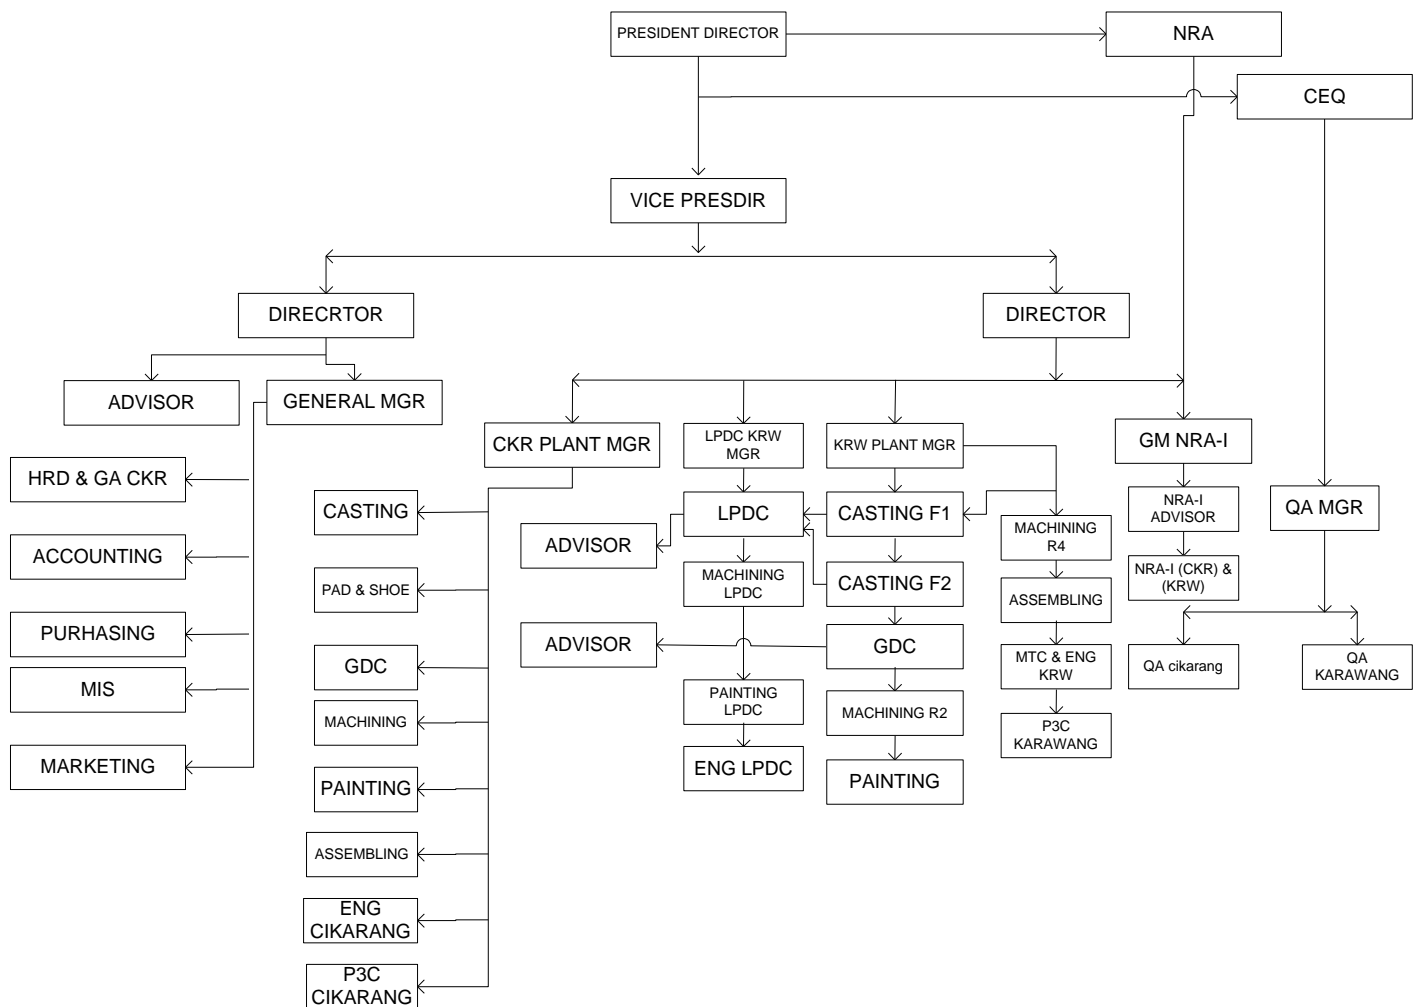 PRESIDENT DIRECTOR
NRA
CEQ
VICE PRESDIR
DIRECRTOR
DIRECTOR
ADVISOR
GENERAL MGR
CKR PLANT MGR
LPDC KRW
MGR
KRW PLANT MGR
GM NRA-I
HRD & GA CKR
CASTING
LPDC
CASTING F1
NRA-I
ADVISOR
QA MGR
ADVISOR
MACHINING
R4
ACCOUNTING
PAD & SHOE
MACHINING
LPDC
CASTING F2
ASSEMBLING
NRA-I (CKR) &
(KRW)
PURHASING
ADVISOR
GDC
GDC
MTC & ENG
KRW
QA cikarang
QA
KARAWANG
MIS
MACHINING
PAINTING
LPDC
MACHINING R2
P3C
KARAWANG
MARKETING
PAINTING
ENG LPDC
PAINTING
ASSEMBLING
ENG
CIKARANG
P3C
CIKARANG